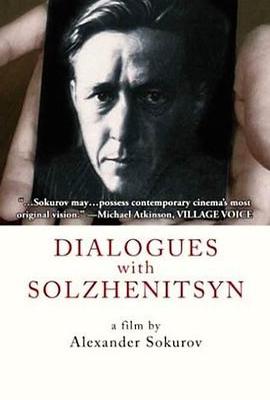 “...Sokurov may...possess contemporary cinema's most
original vision.” —Michael Atkinson, VILLAGE VOICE
DIALOGUES
with
SOLZHENITSYN
a film by
Alexander Sokurov